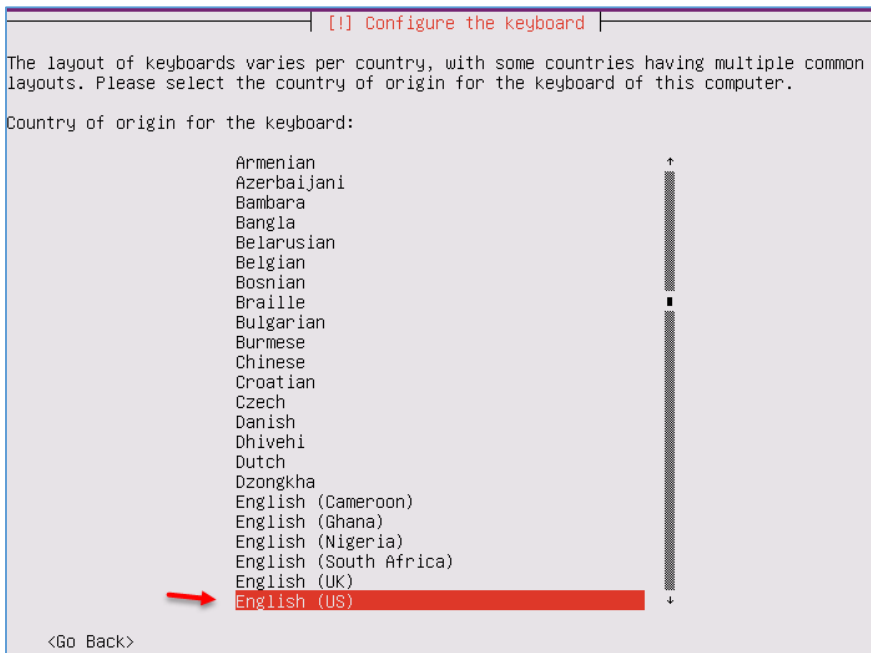 [!] Configure the keyboard
The layout of keyboards varies per country, with some countries having multiple common
layouts. Please select the country of origin for the keyboard of this computer.
Country of origin for the keyboard:
Armenian
Azerbaijani
Bambara
Bangla
Belarusian
Belgian
Bosnian
Braille
Bulgarian
Burmese
Chinese
Croatian
Czech
Danish
Dhivehi
Dutch
Dzongkha
English (Cameroon)
English (Ghana)
English (Nigeria)
English (South Africa)
English (UK)
English (US)
<Go Back>